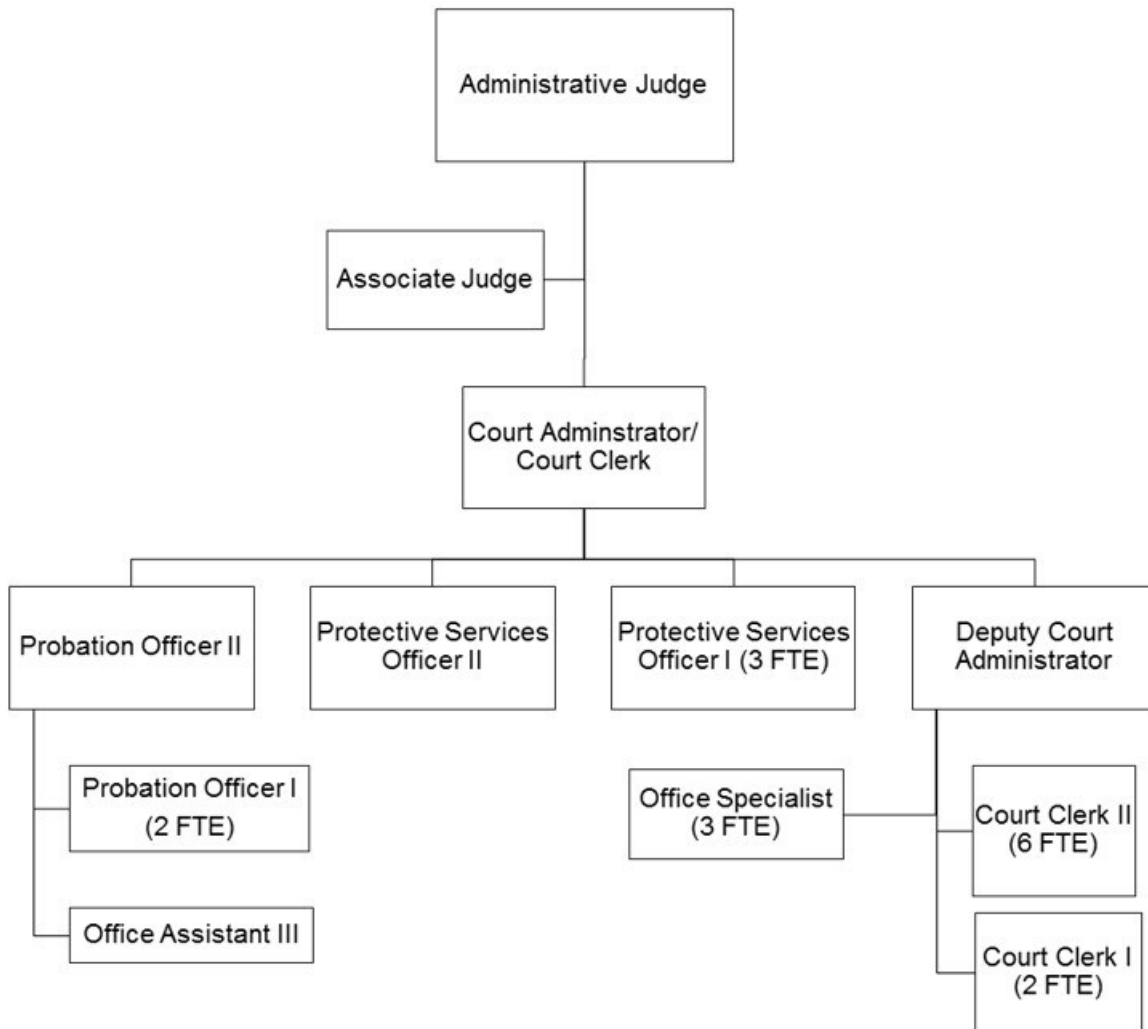 Administrative Judge
Associate Judge
Court Adminstrator/
Court Clerk
Probation Officer II
Protective Services
Officer II
Protective Services
Officer I (3 FTE)
Deputy Court
Administrator
Probation Officer I
(2 FTE)
Office Assistant III
Office Specialist
(3 FTE)
Court Clerk II
(6 FTE)
Court Clerk I
(2 FTE)